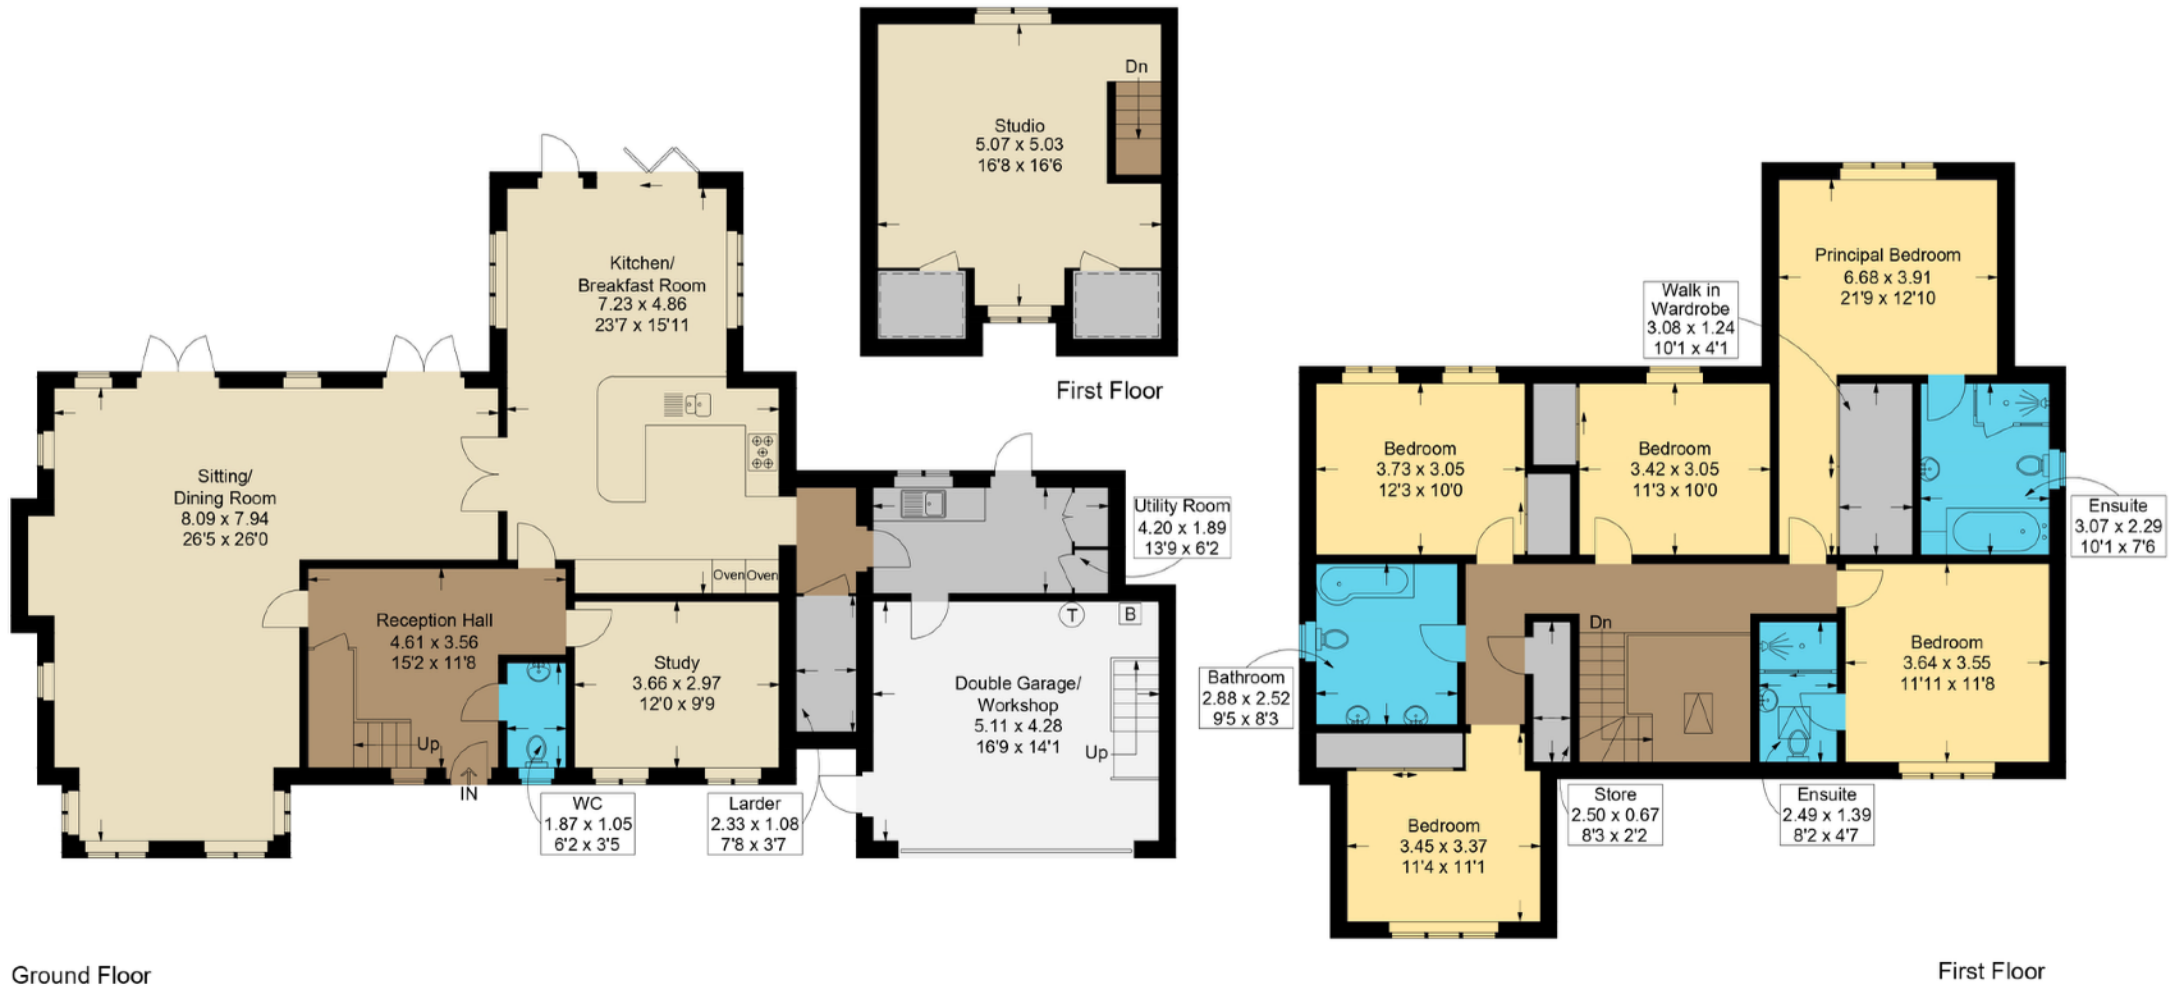 Dn
Studio
5.07 x 5.03
16'8 x 16'6
First Floor
Kitchen/
Breakfast Room
7.23 x 4.86
23'7 x 15'11
Sitting/
Dining Room
8.09 x 7.94
26'5 x 26'0
Oven
Oven
Utility Room
4.20 x 1.89
13'9 x 6'2
Reception Hall
4.61 x 3.56
15'2 x 11'8
Up
IN
Study
3.66 x 2.97
12'0 x 9'9
T
B
Double Garage/
Workshop
5.11 x 4.28
16'9 x 14'1
Up
WC
1.87 x 1.05
6'2 x 3'5
Larder
2.33 x 1.08
7'8 x 3'7
Ground Floor
Principal Bedroom
6.68 x 3.91
21'9 x 12'10
Walk in
Wardrobe
3.08 x 1.24
10'1 x 4'1
Bedroom
3.73 x 3.05
12'3 x 10'0
Bedroom
3.42 x 3.05
11'3 x 10'0
Ensuite
3.07 x 2.29
10'1 x 7'6
Dn
Bathroom
2.88 x 2.52
9'5 x 8'3
Bedroom
3.64 x 3.55
11'11 x 11'8
Bedroom
3.45 x 3.37
11'4 x 11'1
Store
2.50 x 0.67
8'3 x 2'2
Ensuite
2.49 x 1.39
8'2 x 4'7
First Floor